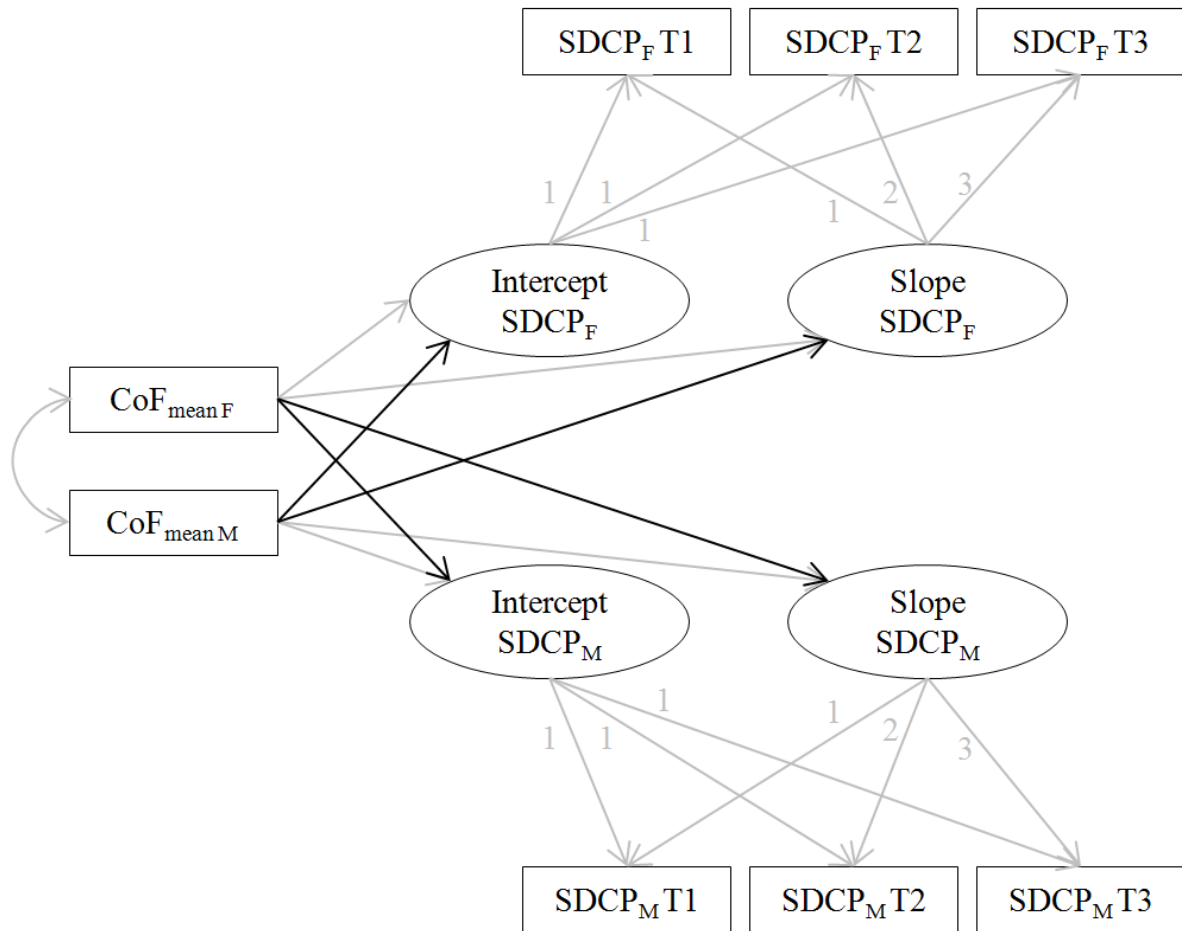 SDCP_F T1 SDCP_F T2 SDCP_F T3
1 1 1 1 2 3
Intercept
SDCP_F
Slope
SDCP_F
CoF_mean F
CoF_mean M
Intercept
SDCP_M
Slope
SDCP_M
1 1 1 1 2 3
SDCP_M T1 SDCP_M T2 SDCP_M T3